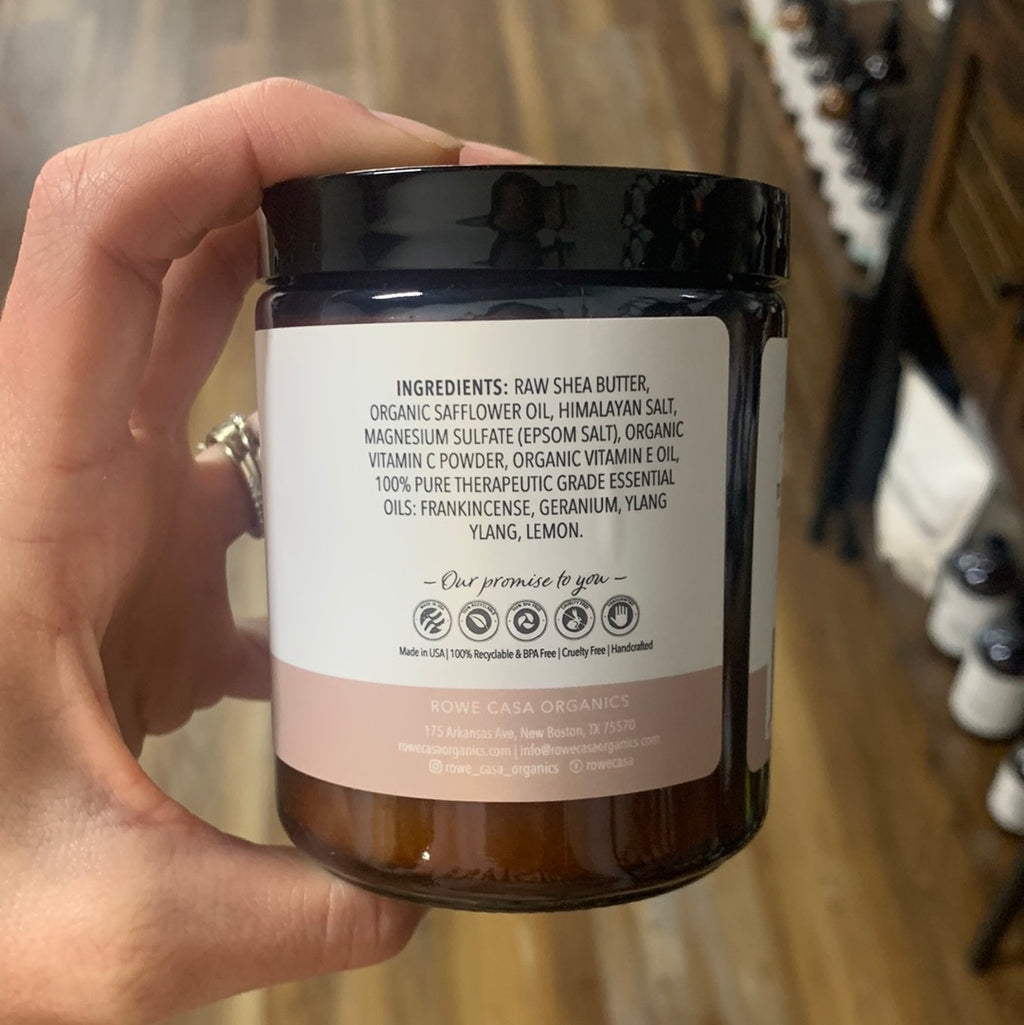 INGREDIENTS: RAW SHEA BUTTER,
ORGANIC SAFFLOWER OIL, HIMALAYAN SALT,
MAGNESIUM SULFATE (EPSOM SALT), ORGANIC
VITAMIN C POWDER, ORGANIC VITAMIN E OIL,
100% PURE THERAPEUTIC GRADE ESSENTIAL
OILS: FRANKINCENSE, GERANIUM, YLANG
YLANG, LEMON.
– Our promise to you –
Made in USA | 100% Recyclable & BPA Free | Cruelty Free | Handcrafted
ROWE CASA ORGANICS
175 Arkansas Ave, New Boston, TX 75570
rowecasaorganics.com | info@rowecasaorganics.com
rowe_casa_organics rowecasa